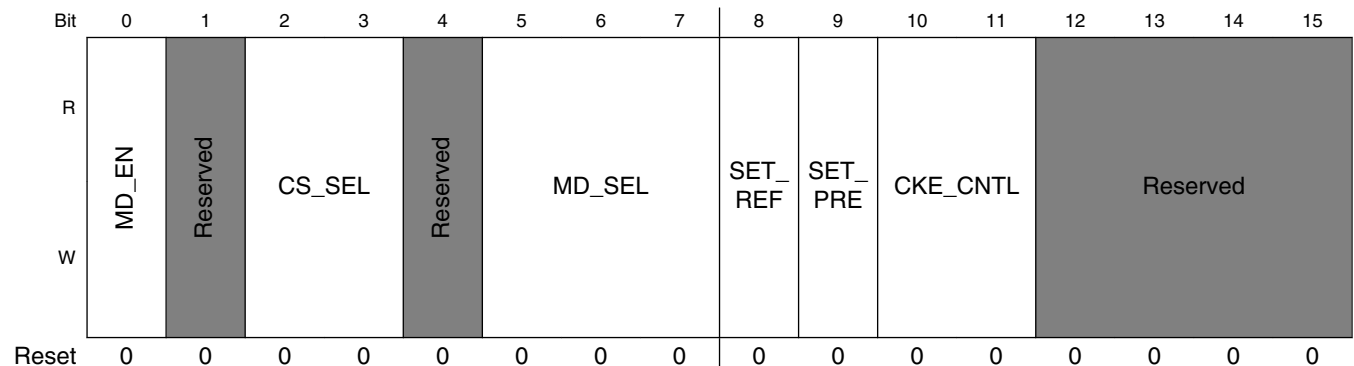 Bit 0 1 2 3 4 5 6 7 8 9 10 11 12 13 14 15
R
W
MD_EN
Reserved
CS_SEL
Reserved
MD_SEL
SET_
REF
SET_
PRE
CKE_CNTL
Reserved
Reset 0 0 0 0 0 0 0 0 0 0 0 0 0 0 0 0